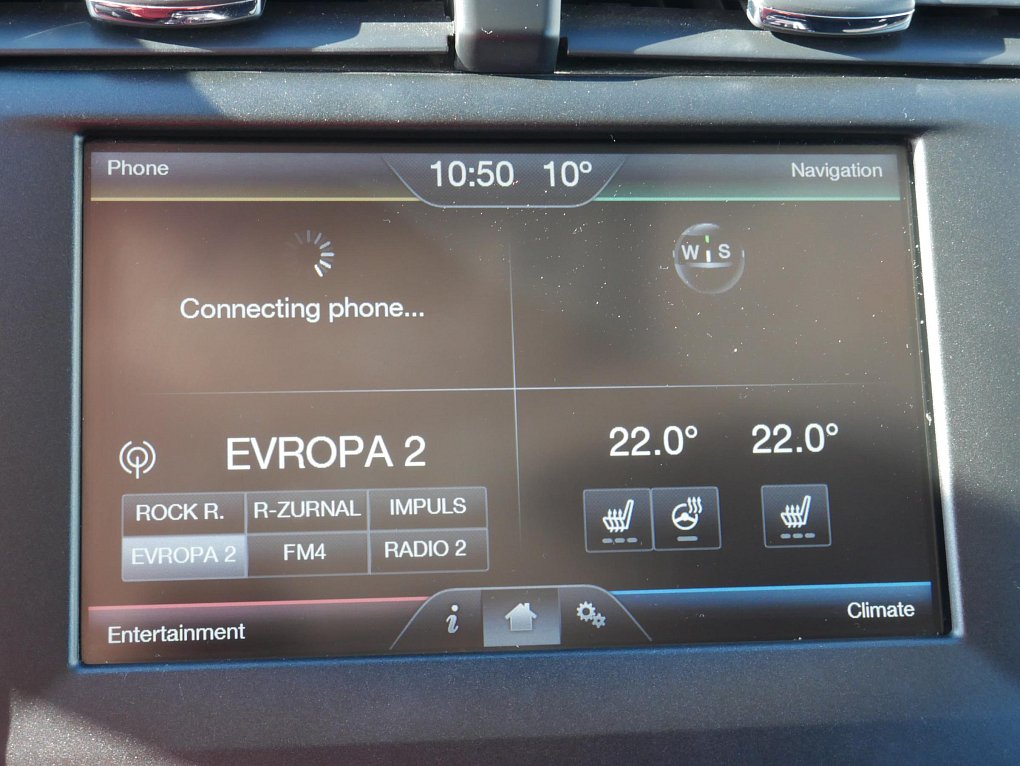 Phone
10:50 10°
Navigation
W S
Connecting phone...
EVROPA 2
22.0° 22.0°
ROCK R. R-ZURNAL IMPULS
EVROPA 2 FM4 RADIO 2
i
Entertainment
Climate